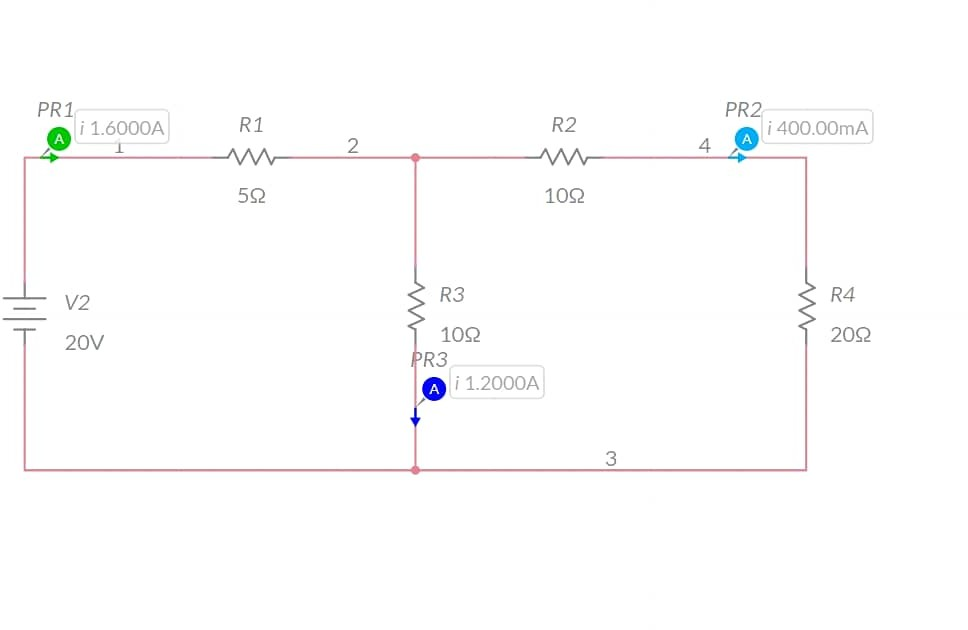 PR1
A
i 1.6000A
1
R1
5Ω
2
R2
10Ω
4
PR2
A
i 400.00mA
V2
20V
R3
10Ω
PR3
A
i 1.2000A
R4
20Ω
3